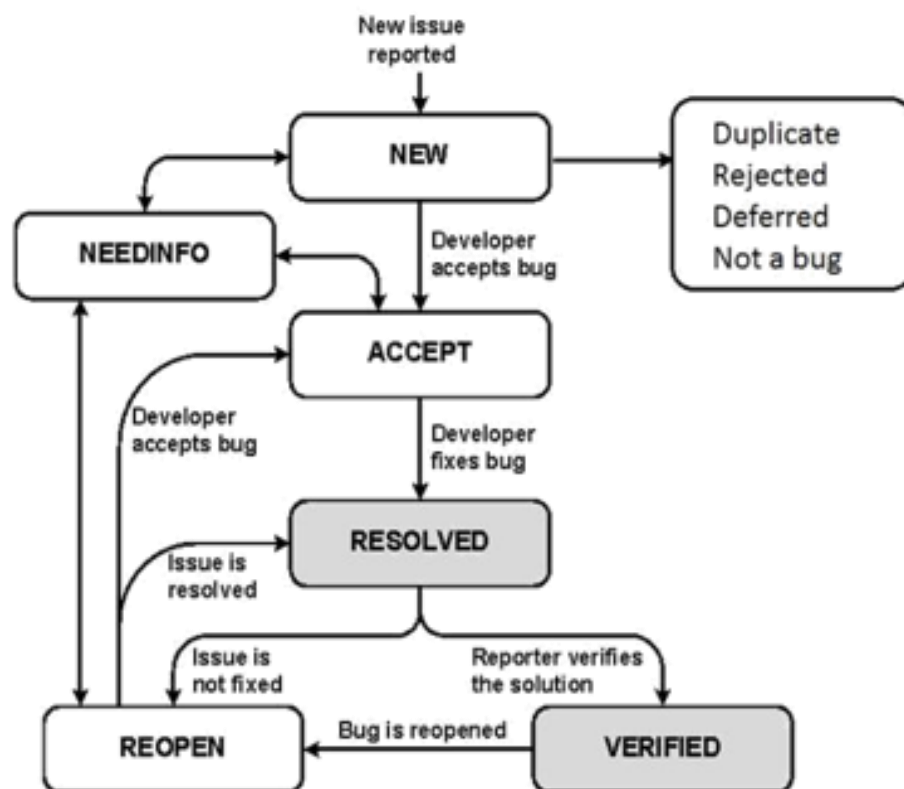 New issue
reported
NEW
Duplicate
Rejected
Deferred
Not a bug
NEEDINFO
Developer
accepts bug
ACCEPT
Developer
accepts bug
Developer
fixes bug
RESOLVED
Issue is
resolved
Issue is
not fixed
Reporter verifies
the solution
REOPEN
Bug is reopened
VERIFIED